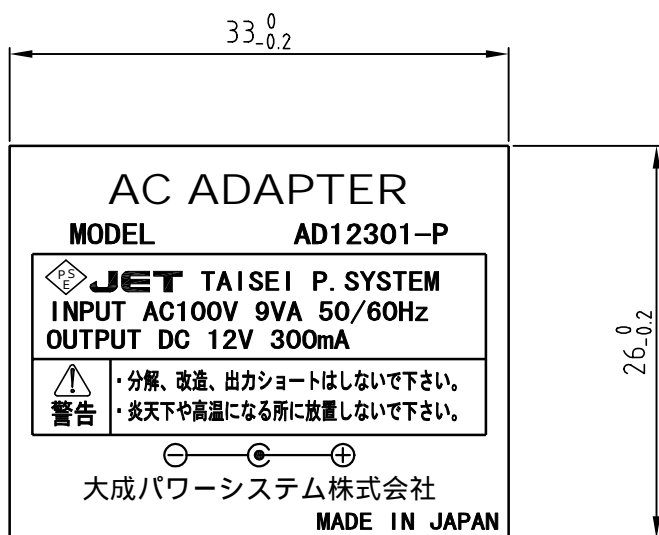 33 0 -0.2
AC ADAPTER
MODEL AD12301-P
PSE JET TAISEI P. SYSTEM
INPUT AC100V 9VA 50/60Hz
OUTPUT DC 12V 300mA
警告
・分解、改造、出力ショートはしないで下さい。
・炎天下や高温になる所に放置しないで下さい。
大成パワーシステム株式会社
MADE IN JAPAN
26 0 -0.2